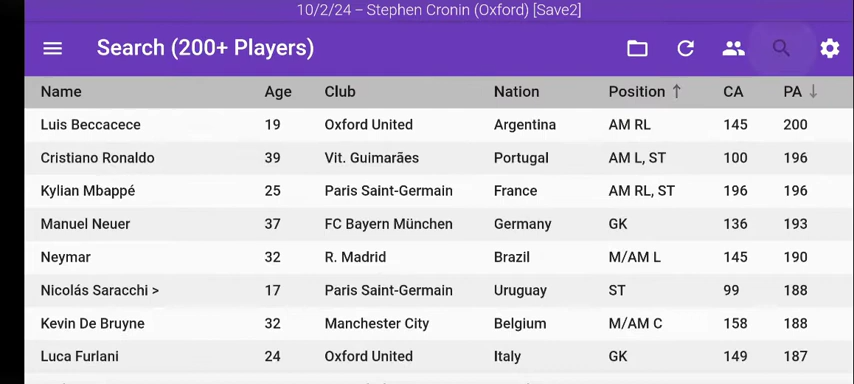 10/2/24 – Stephen Cronin (Oxford) [Save2]
Search (200+ Players)
Name Age Club Nation Position ↑ CA PA ↓
Luis Beccacece 19 Oxford United Argentina AM RL 145 200
Cristiano Ronaldo 39 Vit. Guimarães Portugal AM L, ST 100 196
Kylian Mbappé 25 Paris Saint-Germain France AM RL, ST 196 196
Manuel Neuer 37 FC Bayern München Germany GK 136 193
Neymar 32 R. Madrid Brazil M/AM L 145 190
Nicolás Saracchi > 17 Paris Saint-Germain Uruguay ST 99 188
Kevin De Bruyne 32 Manchester City Belgium M/AM C 158 188
Luca Furlani 24 Oxford United Italy GK 149 187